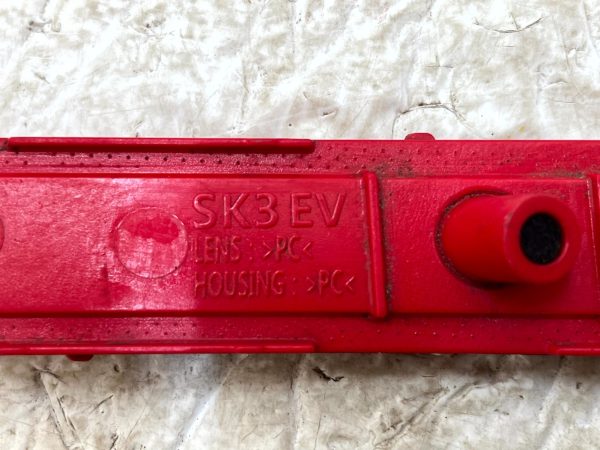 SK3 EV
LENS : >PC<
HOUSING : >PC<